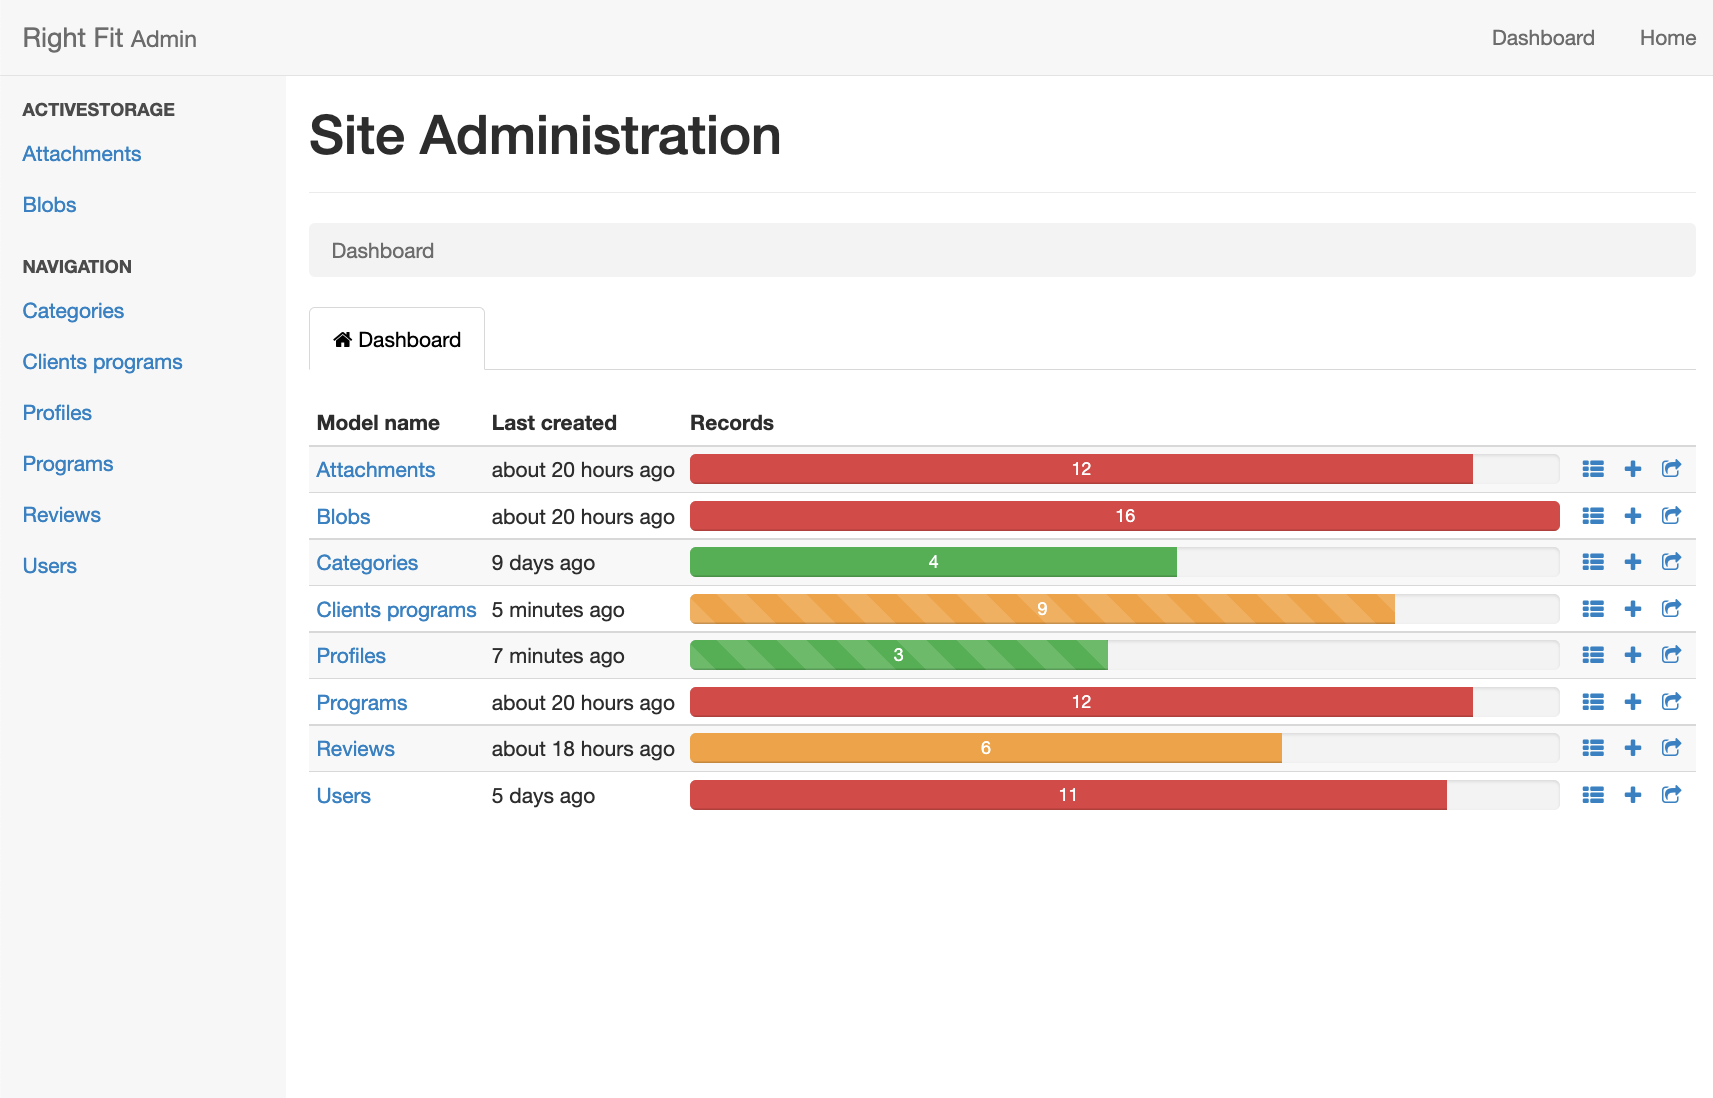 Right Fit Admin
Dashboard
Home
ACTIVESTORAGE
Attachments
Blobs
NAVIGATION
Categories
Clients programs
Profiles
Programs
Reviews
Users
Site Administration
Dashboard
Dashboard
Model name Last created Records
Attachments about 20 hours ago 12
Blobs about 20 hours ago 16
Categories 9 days ago 4
Clients programs 5 minutes ago 9
Profiles 7 minutes ago 3
Programs about 20 hours ago 12
Reviews about 18 hours ago 6
Users 5 days ago 11